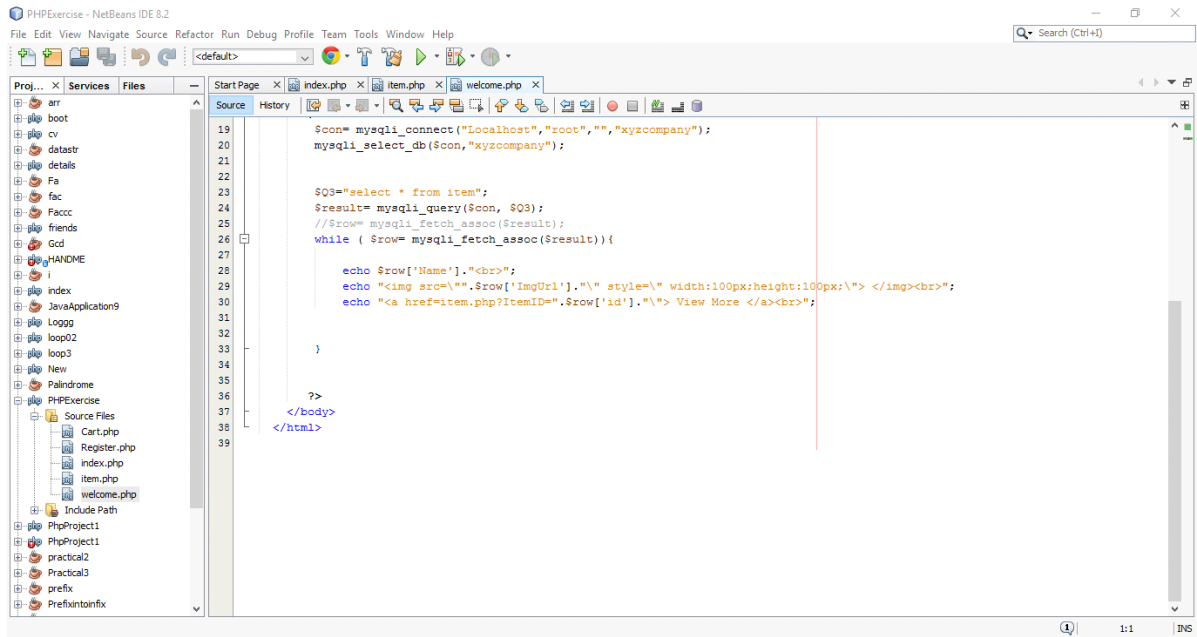 PHPExercise - NetBeans IDE 8.2
File Edit View Navigate Source Refactor Run Debug Profile Team Tools Window Help
Search (Ctrl+I)
<default>
Proj... Services Files
Start Page index.php item.php welcome.php
Source History
arr
boot
cv
datastr
details
Fa
fac
Faccc
friends
Gcd
HANDME
i
index
JavaApplication9
Loggg
loop02
loop3
New
Palindrome
PHPExercise
Source Files
Cart.php
Register.php
index.php
item.php
welcome.php
Include Path
PhpProject1
PhpProject1
practical2
Practical3
prefix
Prefixintoinfix
19 $con= mysqli_connect("Localhost","root","","xyzcompany");
20 mysqli_select_db($con,"xyzcompany");
21
22
23 $Q3="select * from item";
24 $result= mysqli_query($con, $Q3);
25 //$row= mysqli_fetch_assoc($result);
26 while ( $row= mysqli_fetch_assoc($result)){
27
28 echo $row['Name']."<br>";
29 echo "<img src=\"".$row['ImgUrl']."\" style=\" width:100px;height:100px;\"> </img><br>";
30 echo "<a href=item.php?ItemID=".$row['id']."\"> View More </a><br>";
31
32
33 }
34
35
36 ?>
37 </body>
38 </html>
39
1 1:1 INS